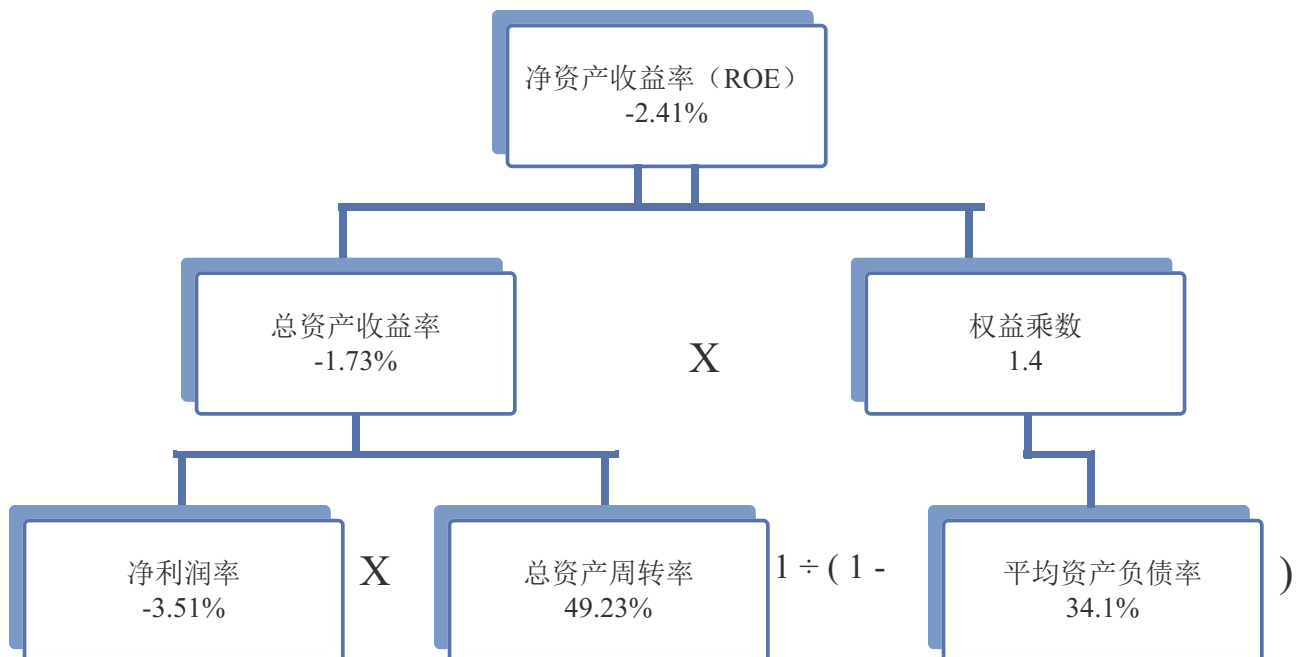 净资产收益率（ROE）
-2.41%
总资产收益率
-1.73%
X
权益乘数
1.4
净利润率
-3.51%
X
总资产周转率
49.23%
1 ÷ ( 1 -
平均资产负债率
34.1%
)